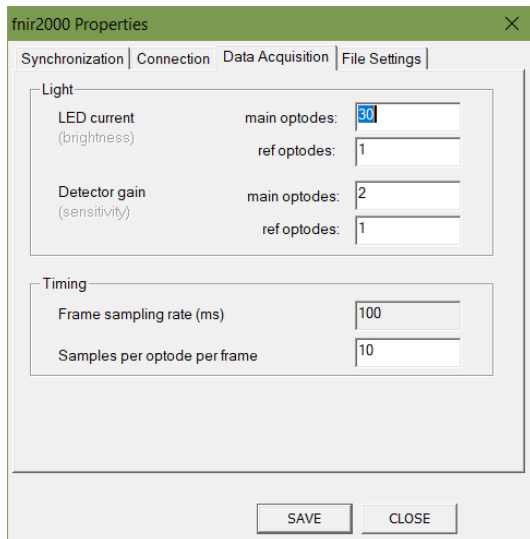 fnir2000 Properties
Synchronization Connection Data Acquisition File Settings
Light
LED current main optodes: 30
(brightness)
ref optodes: 1
Detector gain main optodes: 2
(sensitivity)
ref optodes: 1
Timing
Frame sampling rate (ms) 100
Samples per optode per frame 10
SAVE CLOSE